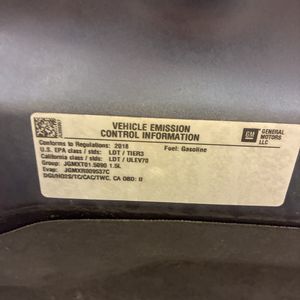 VEHICLE EMISSION
CONTROL INFORMATION
GM GENERAL MOTORS LLC
Conforms to Regulations: 2018 Fuel: Gasoline
U.S. EPA class / stds: LDT / TIER3
California class / stds: LDT / ULEV70
Group: JGMXT01.5090 1.5L
Evap: JGMXR0095
DGI/HO2S/TC/CAC/TWC, CA OBD: II